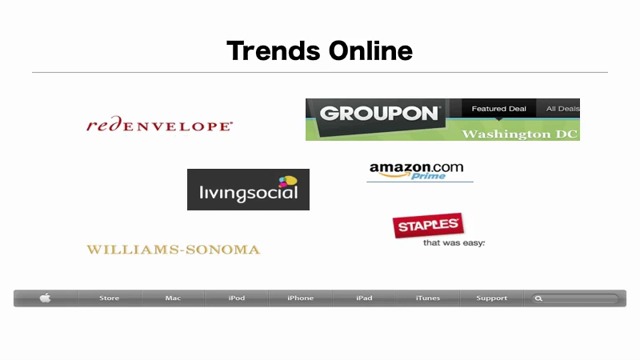 Trends Online
redENVELOPE
GROUPON
Featured Deal
All Deals
Washington DC
livingsocial
amazon.com
Prime
STAPLES
that was easy.
WILLIAMS-SONOMA
Store Mac iPod iPhone iPad iTunes Support